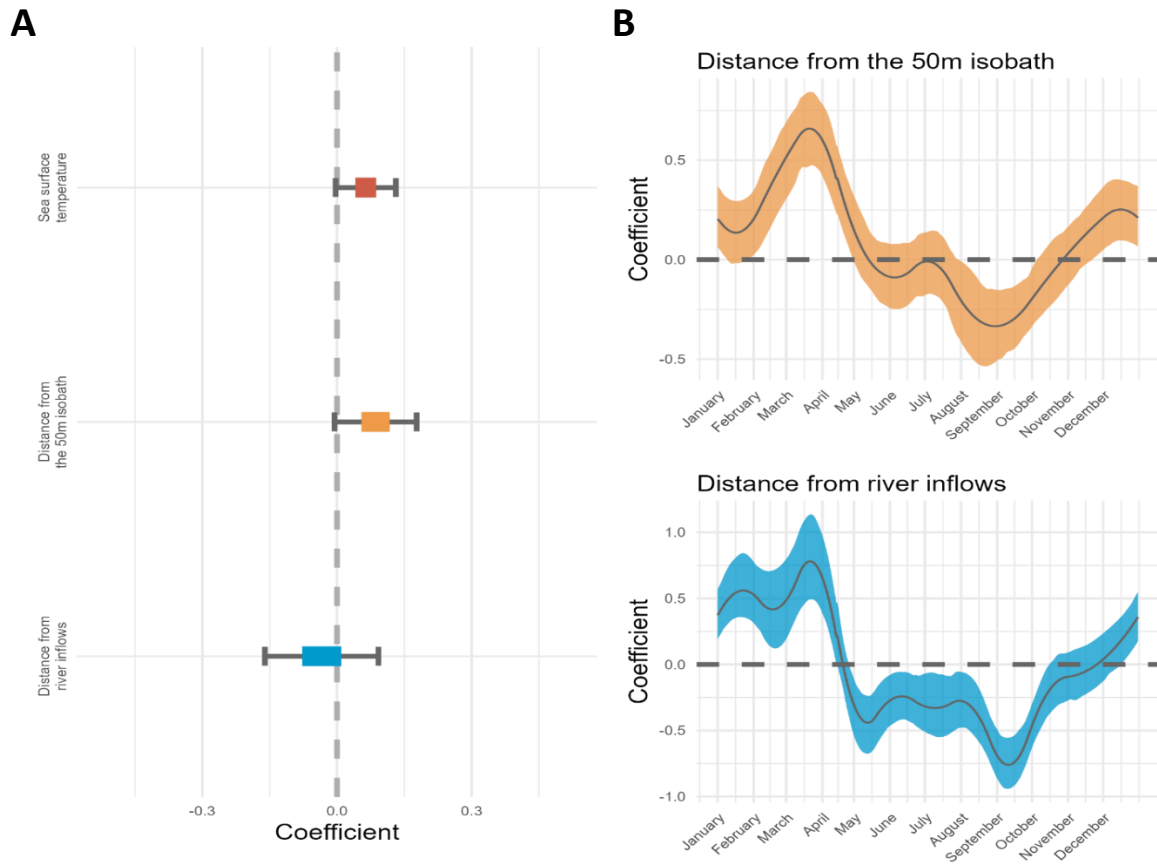 A
Sea surface
temperature
Distance from
the 50m isobath
Distance from
river inflows
-0.3
0.0
0.3
Coefficient
B
Distance from the 50m isobath
Coefficient
0.5
0.0
-0.5
January
February
March
April
May
June
July
August
September
October
November
December
Distance from river inflows
Coefficient
1.0
0.5
0.0
-0.5
-1.0
January
February
March
April
May
June
July
August
September
October
November
December